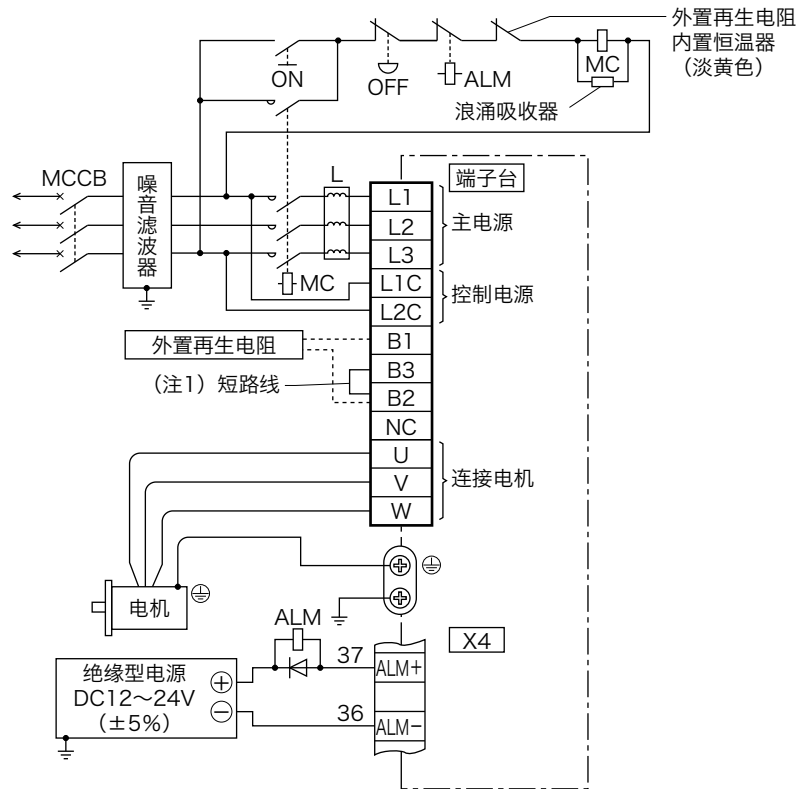 外置再生电阻
内置恒温器
（淡黄色）
ON
OFF
ALM
MC
浪涌吸收器
MCCB
噪音滤波器
L
MC
端子台
L1
L2
L3
主电源
L1C
L2C
控制电源
外置再生电阻
（注1）短路线
B1
B3
B2
NC
U
V
W
连接电机
电机
ALM
X4
绝缘型电源
DC12～24V
（±5%）
37
ALM+
36
ALM−